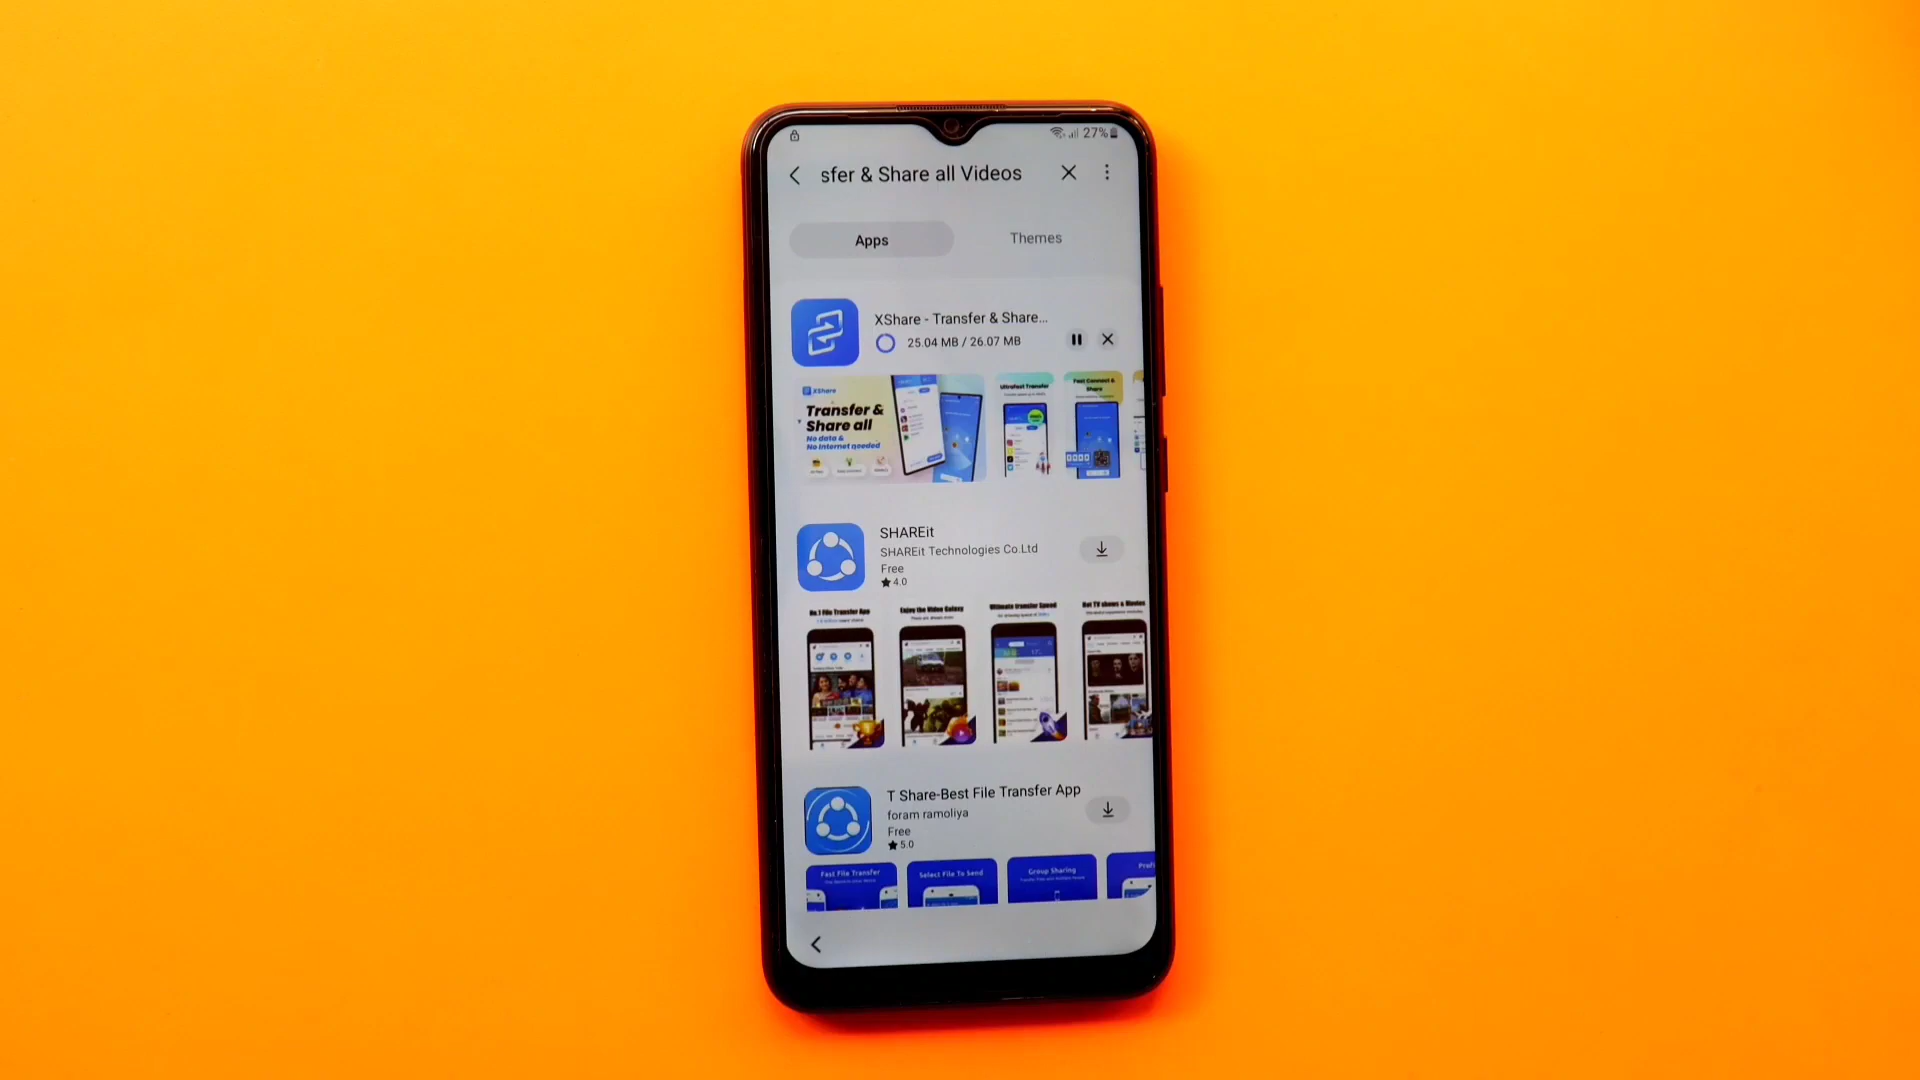 27%
sfer & Share all Videos
Apps
Themes
XShare - Transfer & Share...
25.04 MB / 26.07 MB
XShare
Transfer &
Share all
No data &
No Internet needed
Ultrafast Transfer
Fast Connect &
Share
SHAREit
SHAREit Technologies Co.Ltd
Free
4.0
No.1 File Transfer App
Enjoy the Video Galaxy
Ultimate Transfer Speed
Hot TV shows & Movies
T Share-Best File Transfer App
foram ramoliya
Free
5.0
Fast File Transfer
Select File To Send
Group Sharing